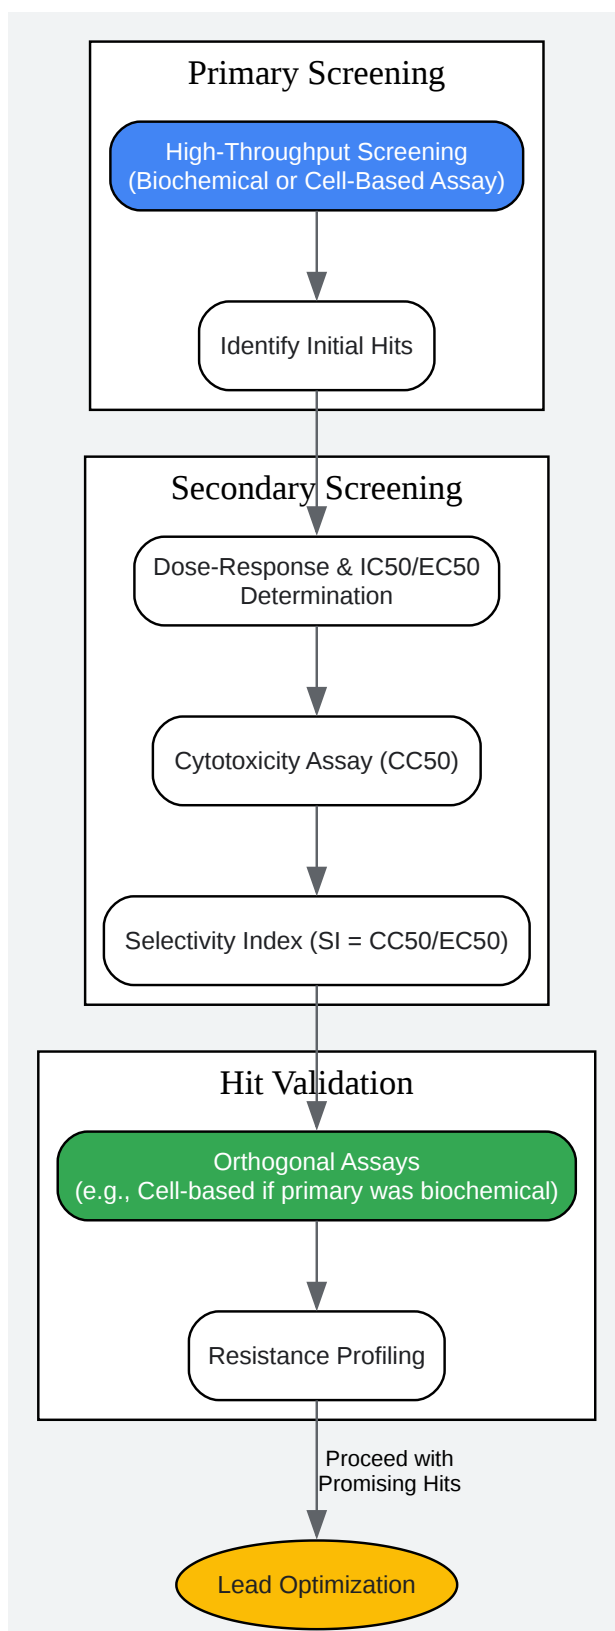 Primary Screening
High-Throughput Screening
(Biochemical or Cell-Based Assay)
Identify Initial Hits
Secondary Screening
Dose-Response & IC50/EC50
Determination
Cytotoxicity Assay (CC50)
Selectivity Index (SI = CC50/EC50)
Hit Validation
Orthogonal Assays
(e.g., Cell-based if primary was biochemical)
Resistance Profiling
Proceed with
Promising Hits
Lead Optimization